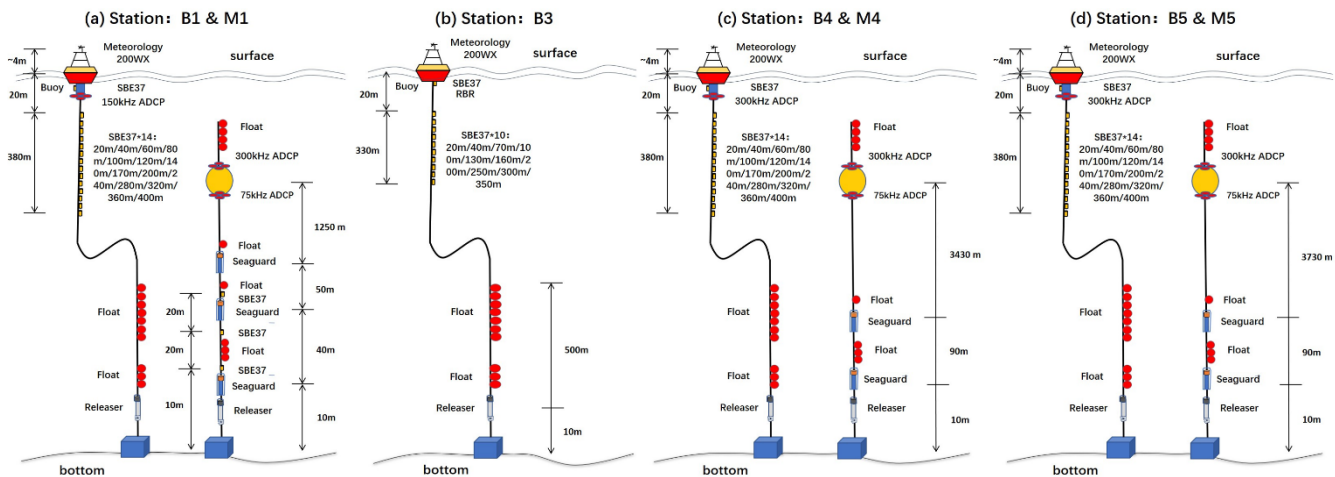 (a) Station: B1 & M1
Meteorology
200WX
surface
~4m
Buoy
SBE37
150kHz ADCP
20m
380m
SBE37*14:
20m/40m/60m/80
m/100m/120m/14
0m/170m/200m/2
40m/280m/320m/
360m/400m
Float
300kHz ADCP
75kHz ADCP
1250 m
Float
Seaguard
Float
SBE37
Seaguard
50m
20m
Float
SBE37
20m
Float
40m
SBE37
Float
Seaguard
Releaser
10m
Releaser
10m
bottom
(b) Station: B3
Meteorology
200WX
surface
20m
SBE37
RBR
330m
SBE37*10:
20m/40m/70m/10
0m/130m/160m/2
00m/250m/300m/
350m
Float
500m
Float
Releaser
10m
bottom
(c) Station: B4 & M4
Meteorology
200WX
surface
~4m
Buoy
SBE37
300kHz ADCP
20m
380m
SBE37*14:
20m/40m/60m/80
m/100m/120m/14
0m/170m/200m/2
40m/280m/320m/
360m/400m
Float
300kHz ADCP
75kHz ADCP
3430 m
Float
Float
Seaguard
Float
90m
Float
Seaguard
Releaser
Releaser
10m
bottom
(d) Station: B5 & M5
Meteorology
200WX
surface
~4m
Buoy
SBE37
300kHz ADCP
20m
380m
SBE37*14:
20m/40m/60m/80
m/100m/120m/14
0m/170m/200m/2
40m/280m/320m/
360m/400m
Float
300kHz ADCP
75kHz ADCP
3730 m
Float
Float
Seaguard
Float
90m
Float
Seaguard
Releaser
Releaser
10m
bottom